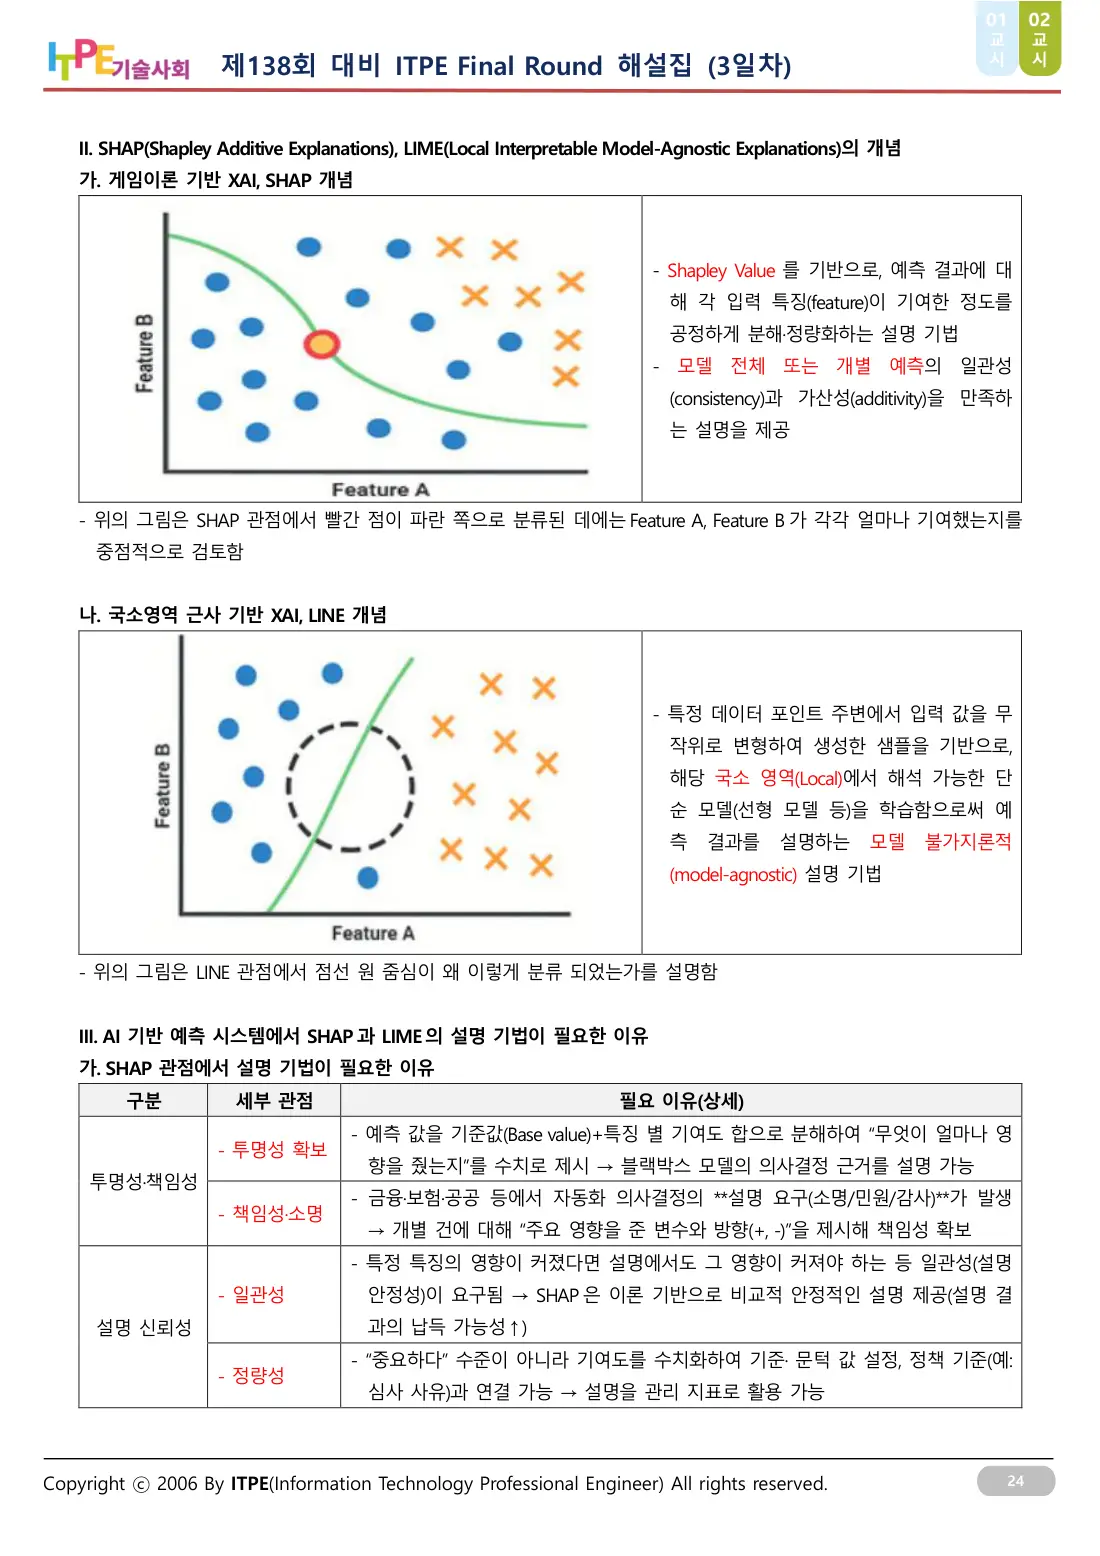 ITPE기술사회 제138회 대비 ITPE Final Round 해설집 (3일차)
01
교
시
02
교
시
II. SHAP(Shapley Additive Explanations), LIME(Local Interpretable Model-Agnostic Explanations)의 개념
가. 게임이론 기반 XAI, SHAP 개념
Feature B
Feature A
- Shapley Value 를 기반으로, 예측 결과에 대
해 각 입력 특징(feature)이 기여한 정도를
공정하게 분해·정량화하는 설명 기법
- 모델 전체 또는 개별 예측의 일관성
(consistency)과 가산성(additivity)을 만족하
는 설명을 제공
- 위의 그림은 SHAP 관점에서 빨간 점이 파란 쪽으로 분류된 데에는 Feature A, Feature B 가 각각 얼마나 기여했는지를
중점적으로 검토함
나. 국소영역 근사 기반 XAI, LINE 개념
Feature B
Feature A
- 특정 데이터 포인트 주변에서 입력 값을 무
작위로 변형하여 생성한 샘플을 기반으로,
해당 국소 영역(Local)에서 해석 가능한 단
순 모델(선형 모델 등)을 학습함으로써 예
측 결과를 설명하는 모델 불가지론적
(model-agnostic) 설명 기법
- 위의 그림은 LINE 관점에서 점선 원 중심이 왜 이렇게 분류 되었는가를 설명함
III. AI 기반 예측 시스템에서 SHAP 과 LIME 의 설명 기법이 필요한 이유
가. SHAP 관점에서 설명 기법이 필요한 이유
구분 세부 관점 필요 이유(상세)
투명성·책임성
- 투명성 확보
- 예측 값을 기준값(Base value)+특징 별 기여도 합으로 분해하여 “무엇이 얼마나 영
향을 줬는지”를 수치로 제시 → 블랙박스 모델의 의사결정 근거를 설명 가능
- 책임성·소명
- 금융·보험·공공 등에서 자동화 의사결정의 **설명 요구(소명/민원/감사)**가 발생
→ 개별 건에 대해 “주요 영향을 준 변수와 방향(+, -)”을 제시해 책임성 확보
설명 신뢰성
- 일관성
- 특정 특징의 영향이 커졌다면 설명에서도 그 영향이 커져야 하는 등 일관성(설명
안정성)이 요구됨 → SHAP 은 이론 기반으로 비교적 안정적인 설명 제공(설명 결
과의 납득 가능성↑)
- 정량성
- “중요하다” 수준이 아니라 기여도를 수치화하여 기준· 문턱 값 설정, 정책 기준(예:
심사 사유)과 연결 가능 → 설명을 관리 지표로 활용 가능
Copyright ⓒ 2006 By ITPE(Information Technology Professional Engineer) All rights reserved.
24